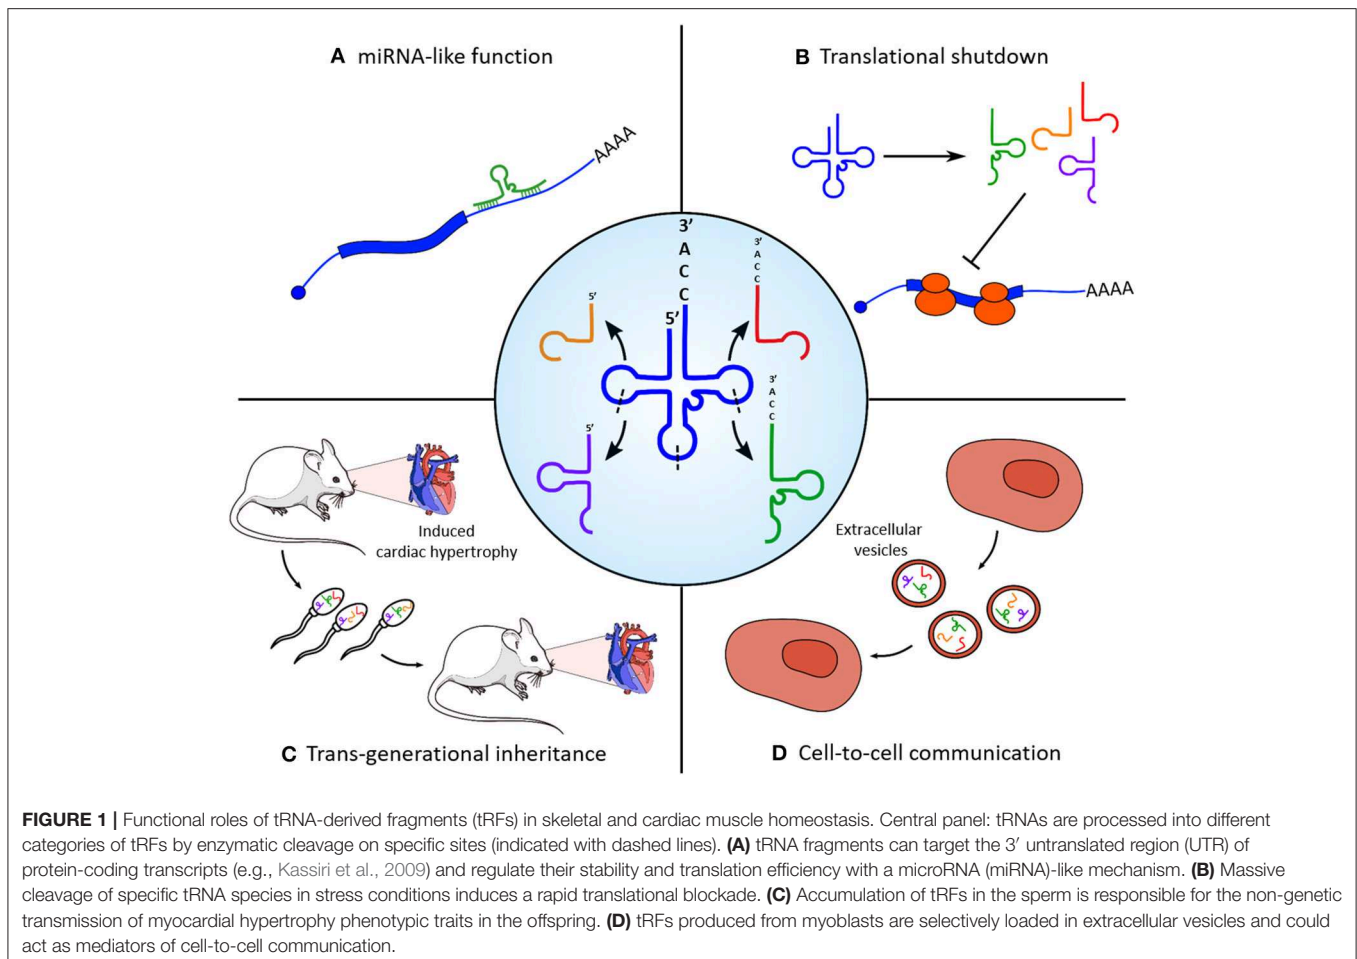 A miRNA-like function
AAAA
B Translational shutdown
AAAA
3′
A
C
C
5′
3′
A
C
C
5′
3′
A
C
C
5′
Induced
cardiac hypertrophy
C Trans-generational inheritance
Extracellular
vesicles
D Cell-to-cell communication
FIGURE 1 | Functional roles of tRNA-derived fragments (tRFs) in skeletal and cardiac muscle homeostasis. Central panel: tRNAs are processed into different
categories of tRFs by enzymatic cleavage on specific sites (indicated with dashed lines). (A) tRNA fragments can target the 3′ untranslated region (UTR) of
protein-coding transcripts (e.g., Kassiri et al., 2009) and regulate their stability and translation efficiency with a microRNA (miRNA)-like mechanism. (B) Massive
cleavage of specific tRNA species in stress conditions induces a rapid translational blockade. (C) Accumulation of tRFs in the sperm is responsible for the non-genetic
transmission of myocardial hypertrophy phenotypic traits in the offspring. (D) tRFs produced from myoblasts are selectively loaded in extracellular vesicles and could
act as mediators of cell-to-cell communication.